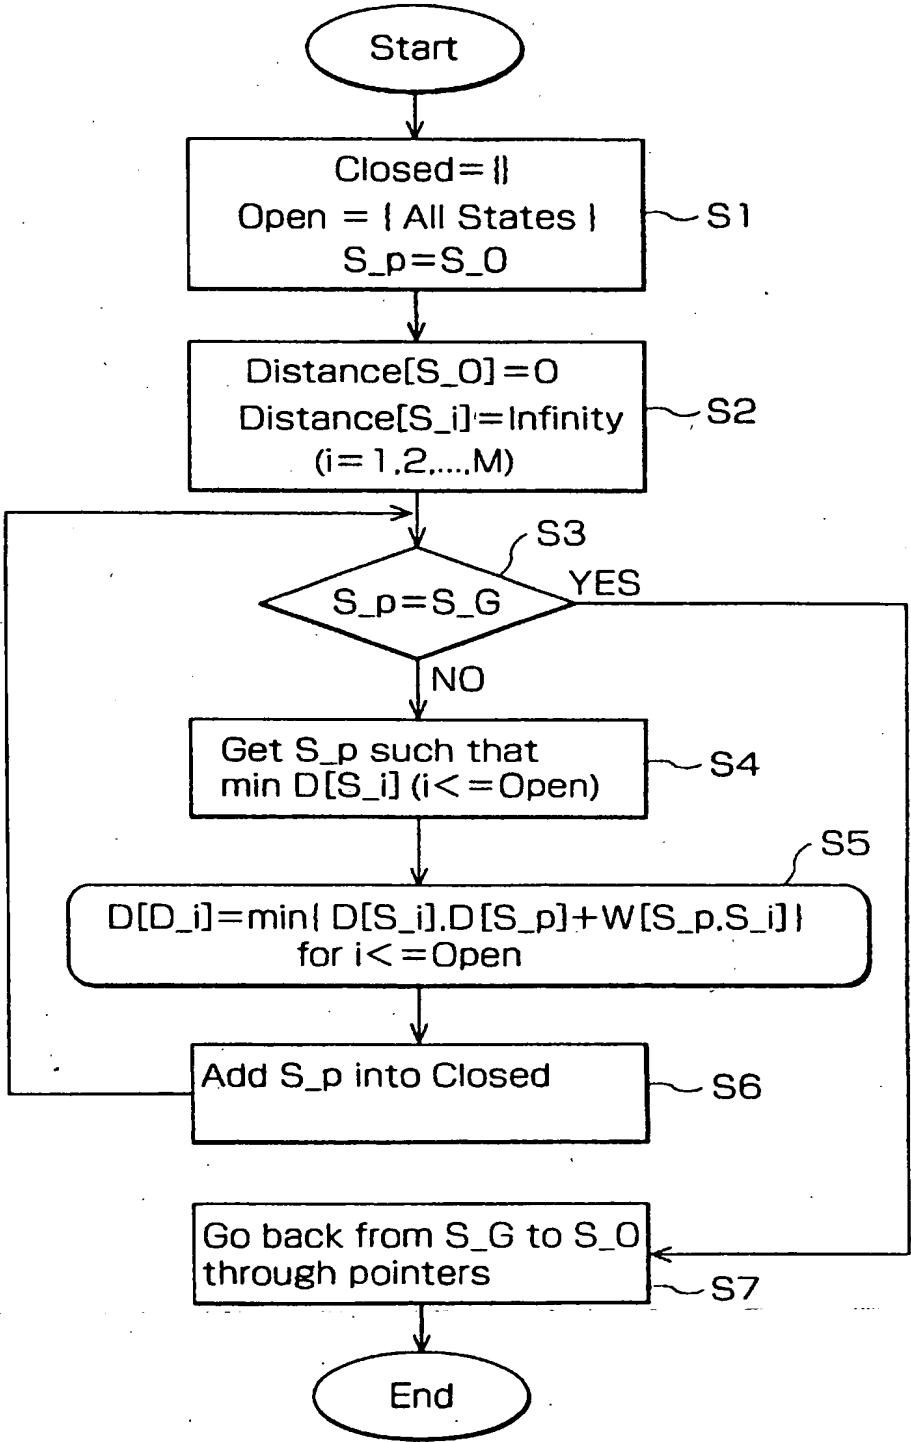 Start
Closed={}
Open = { All States }
S_p=S_0
S1
Distance[S_0]=0
Distance[S_i]=Infinity
(i=1,2,...,M)
S2
S3
S_p=S_G
YES
NO
Get S_p such that
min D[S_i] (i<=Open)
S4
S5
D[D_i]=min{ D[S_i],D[S_p]+W[S_p,S_i]}
for i<=Open
Add S_p into Closed
S6
Go back from S_G to S_0
through pointers
S7
End